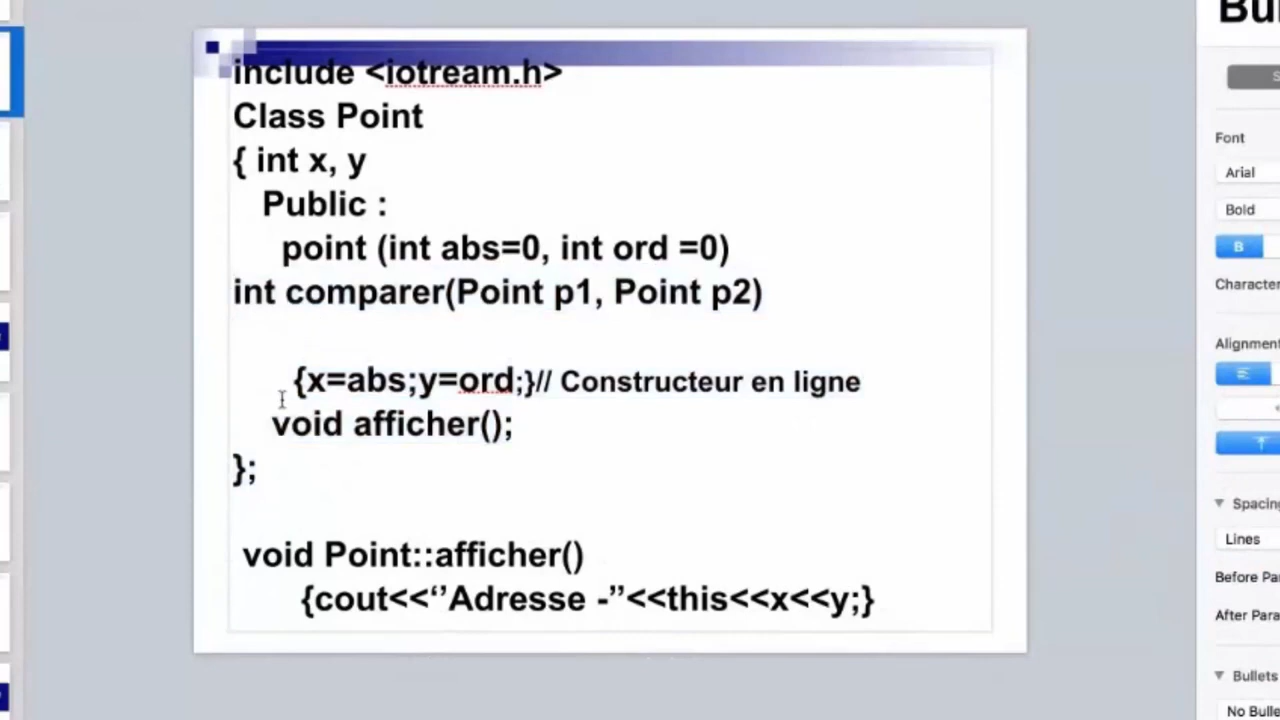 include <iotream.h>
Class Point
{ int x, y
Public :
point (int abs=0, int ord =0)
int comparer(Point p1, Point p2)
{x=abs;y=ord;}// Constructeur en ligne
void afficher();
};
void Point::afficher()
{cout<<‘’Adresse -”<<this<<x<<y;}
Font
Arial
Bold
B
Character
Alignment
Spacing
Lines
Before Par
After Para
Bullets
No Bulle